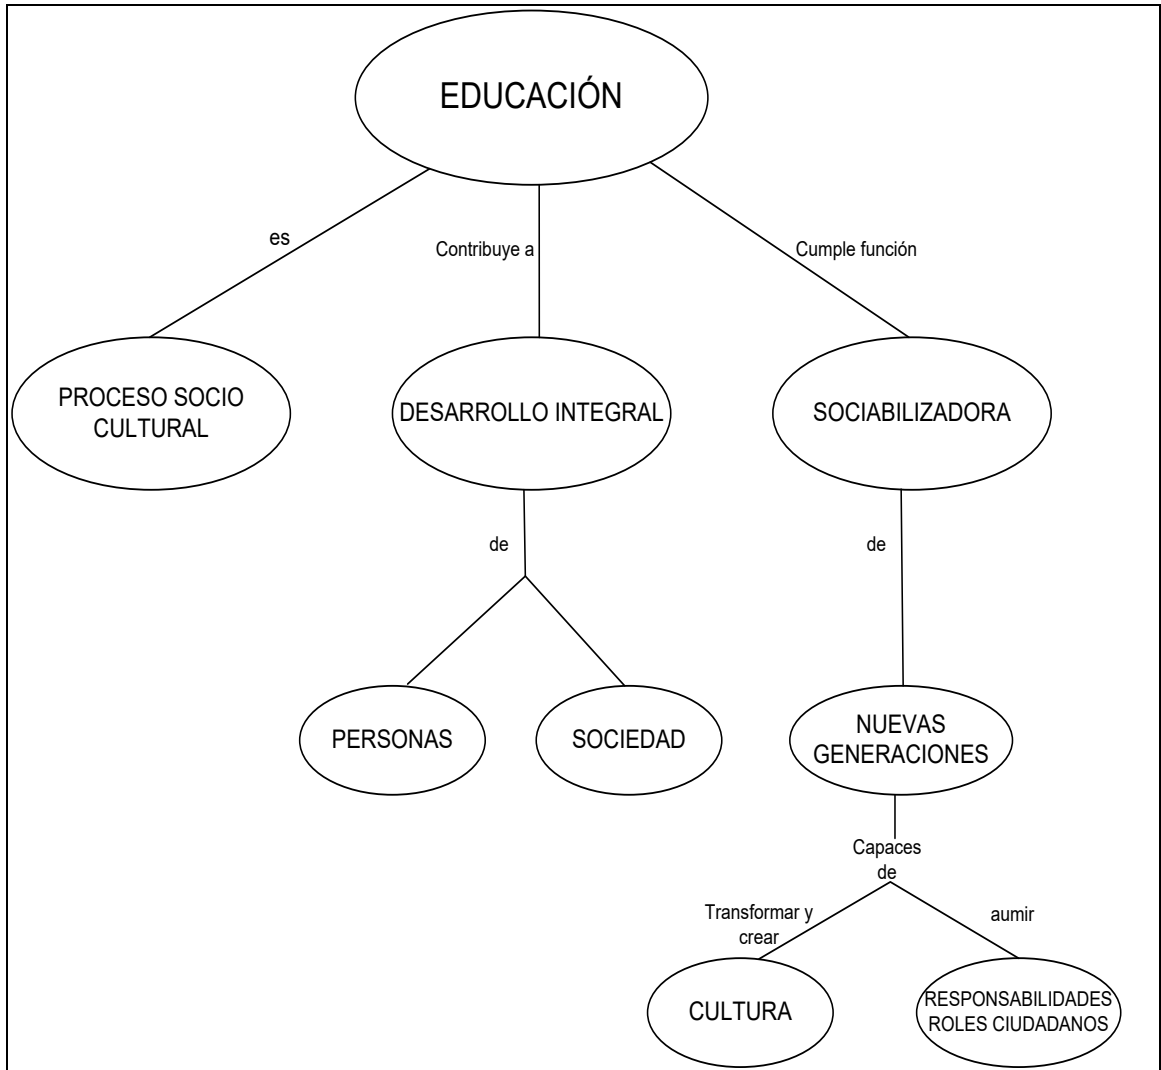 EDUCACIÓN
es
Contribuye a
Cumple función
PROCESO SOCIO
CULTURAL
DESARROLLO INTEGRAL
SOCIABILIZADORA
de
de
PERSONAS
SOCIEDAD
NUEVAS
GENERACIONES
Capaces
de
Transformar y
crear
aumir
CULTURA
RESPONSABILIDADES
ROLES CIUDADANOS